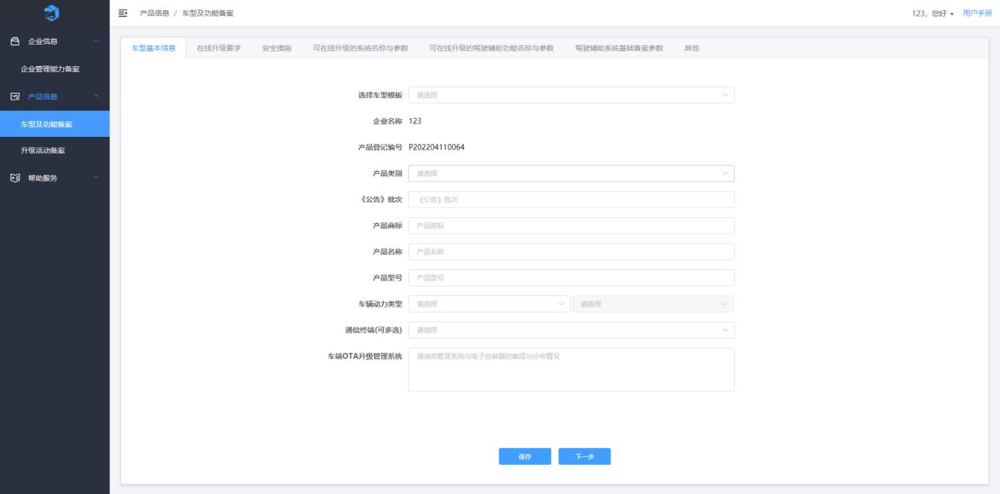 产品信息 / 车型及功能备案
123，您好
用户手册
企业信息
企业管理能力备案
产品信息
车型及功能备案
升级活动备案
帮助服务
车型基本信息
在线升级要求
安全措施
可在线升级的系统名称与参数
可在线升级的驾驶辅助功能名称与参数
驾驶辅助系统基础备案参数
其他
选择车型模板 请选择
企业名称 123
产品登记编号 P202204110064
产品类别 请选择
《公告》批次 《公告》批次
产品商标 产品商标
产品名称 产品名称
产品型号 产品型号
车辆动力类型 请选择 请选择
通信终端(可多选) 请选择
车端OTA升级管理系统 请说明管理系统与电子控制器的集成与分布情况
保存 下一步